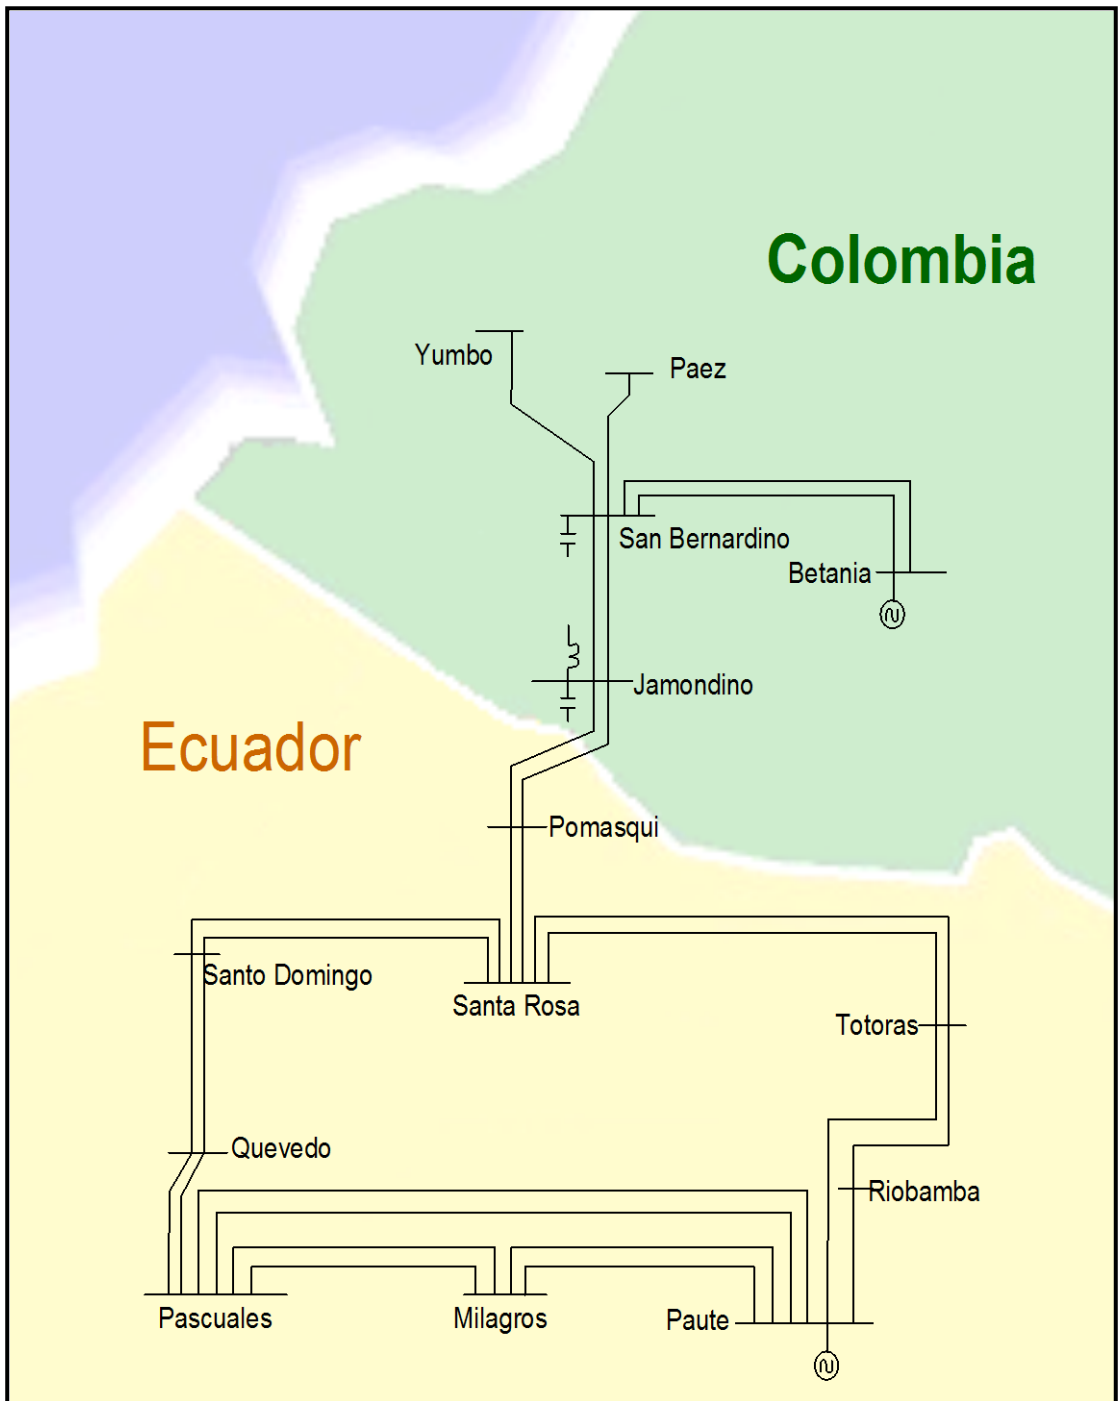 Colombia
Yumbo
Paez
San Bernardino
Betania
Jamondino
Ecuador
Pomasqui
Santo Domingo
Santa Rosa
Totoras
Quevedo
Riobamba
Pascuales
Milagros
Paute